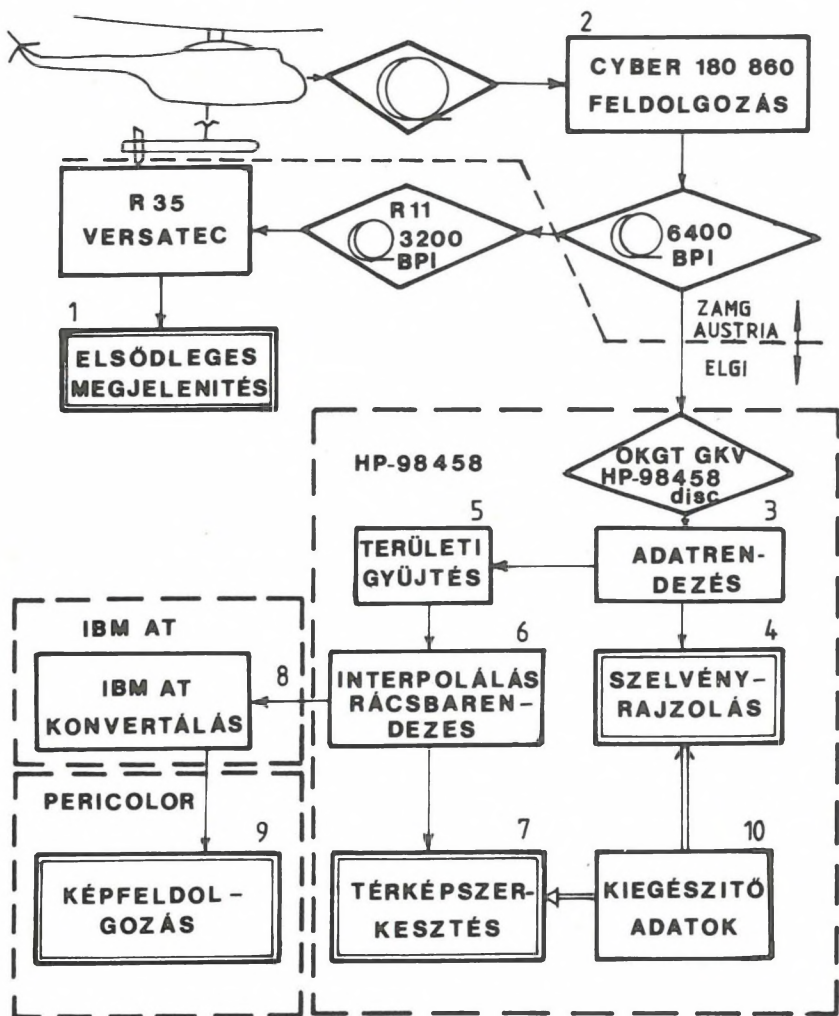 2
CYBER 180 860
FELDOLGOZÁS
R 35
VERSATEC
R 11
3200
BPI
6400
BPI
1
ELSŐDLEGES
MEGJELENITÉS
ZAMG
AUSTRIA
ELGI
HP-98458
OKGT GKV
HP-98458
disc
5
TERÜLETI
GYÜJTÉS
3
ADATREN-
DEZÉS
IBM AT
6
4
IBM AT
KONVERTÁLÁS
8
INTERPOLÁLÁS
RÁCSBAREN-
DEZES
SZELVÉNY-
RAJZOLÁS
PERICOLOR
9
7
10
KÉPFELDOL-
GOZÁS
TÉRKÉPSZER-
KESZTÉS
KIEGÉSZITŐ
ADATOK